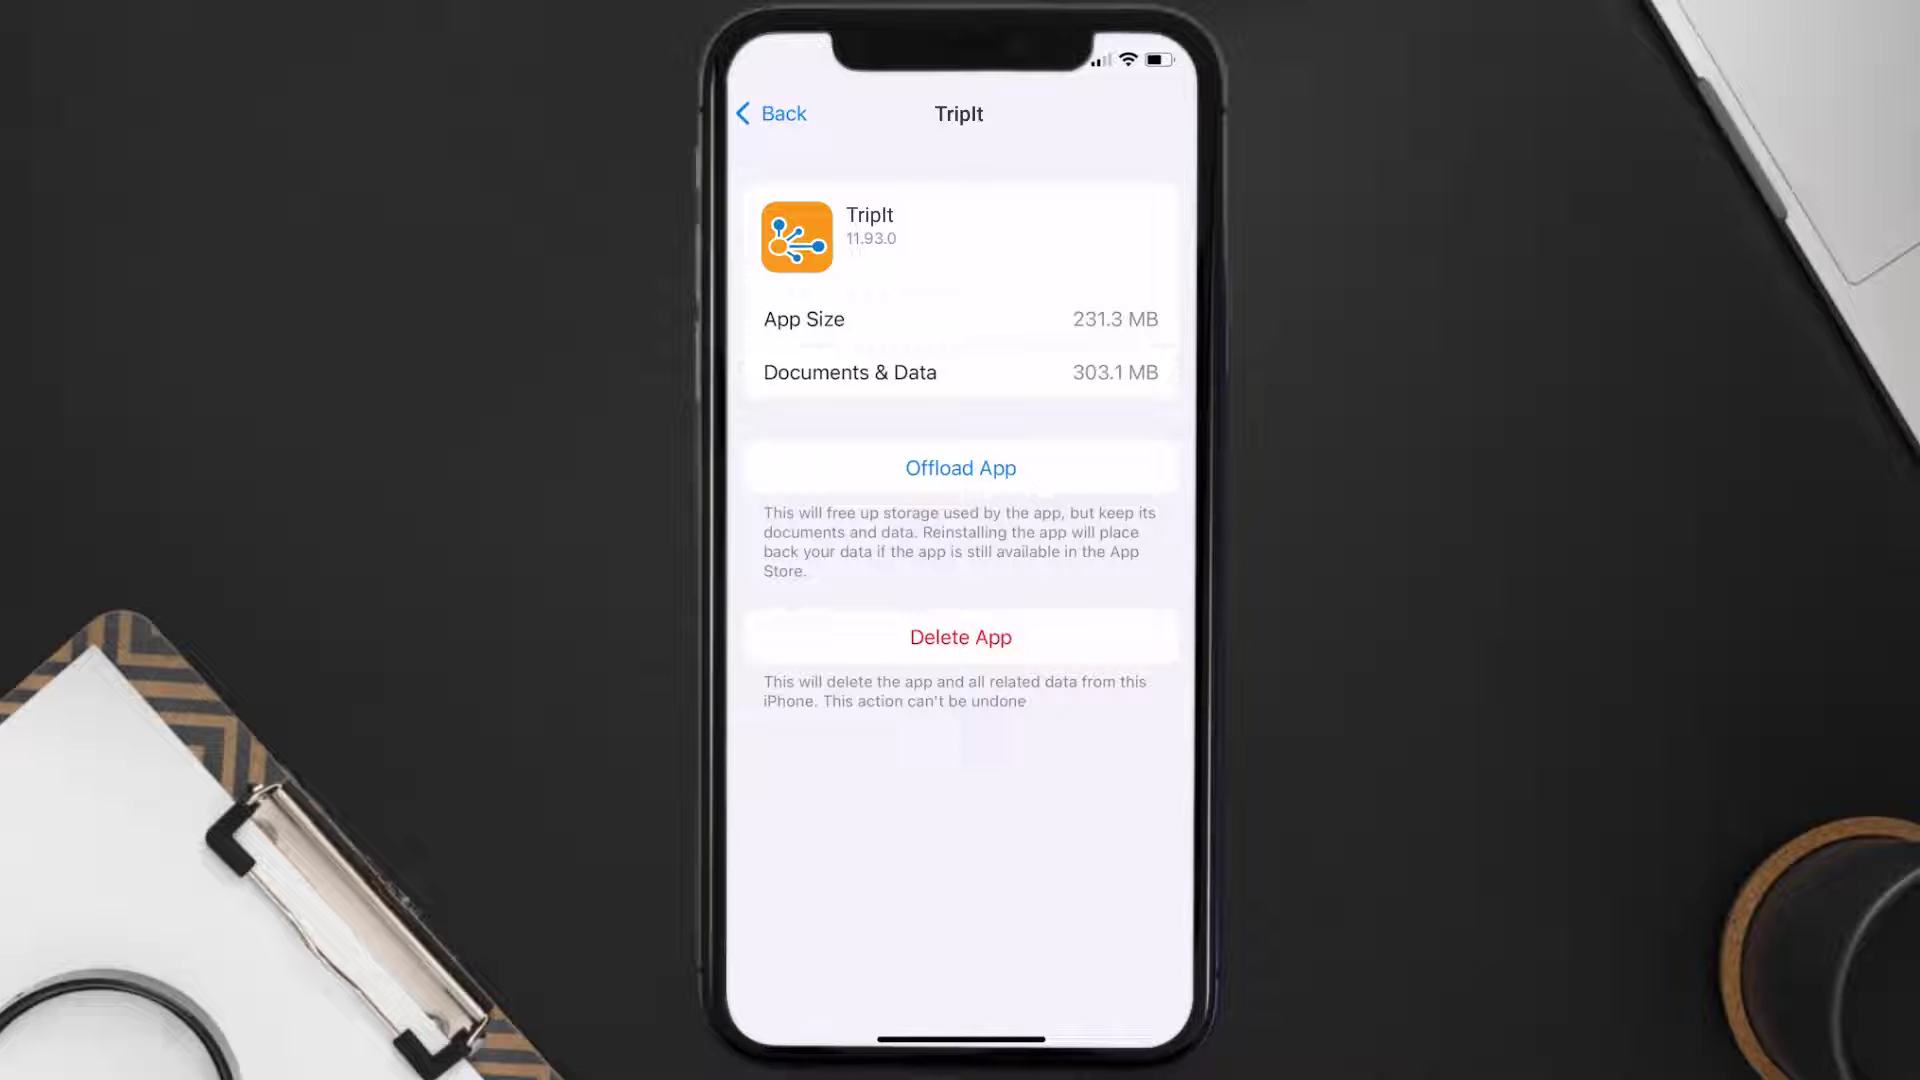 Back
TripIt
TripIt
11.93.0
App Size 231.3 MB
Documents & Data 303.1 MB
Offload App
This will free up storage used by the app, but keep its
documents and data. Reinstalling the app will place
back your data if the app is still available in the App
Store.
Delete App
This will delete the app and all related data from this
iPhone. This action can't be undone